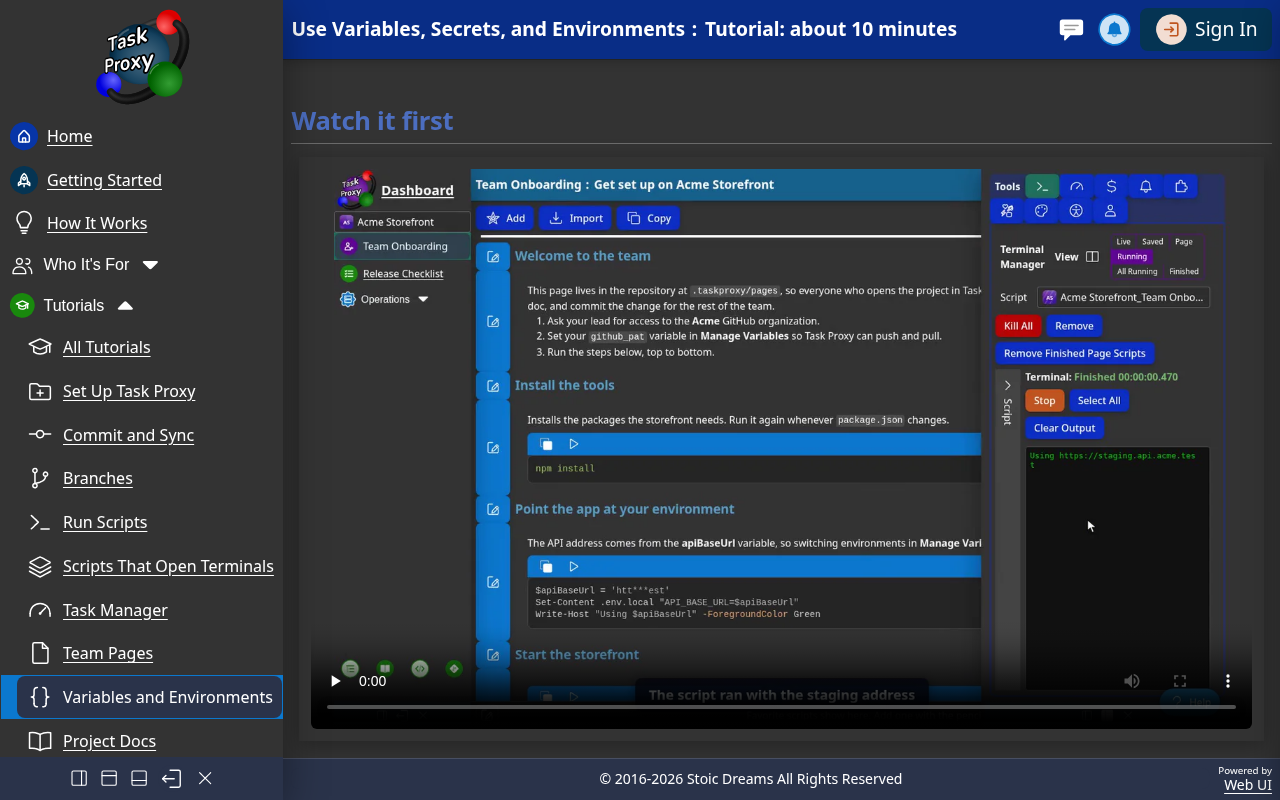 Task
Proxy
Home
Getting Started
How It Works
Who It's For
Tutorials
All Tutorials
Set Up Task Proxy
Commit and Sync
Branches
Run Scripts
Scripts That Open Terminals
Task Manager
Team Pages
Variables and Environments
Project Docs
Use Variables, Secrets, and Environments : Tutorial: about 10 minutes
Sign In
Watch it first
Task
Proxy
Dashboard
Acme Storefront
Team Onboarding
Release Checklist
Operations
Team Onboarding : Get set up on Acme Storefront
Add
Import
Copy
Welcome to the team
This page lives in the repository at .taskproxy/pages, so everyone who opens the project in Task
doc, and commit the change for the rest of the team.
1. Ask your lead for access to the Acme GitHub organization.
2. Set your github_pat variable in Manage Variables so Task Proxy can push and pull.
3. Run the steps below, top to bottom.
Install the tools
Installs the packages the storefront needs. Run it again whenever package.json changes.
npm install
Point the app at your environment
The API address comes from the apiBaseUrl variable, so switching environments in Manage Vari
$apiBaseUrl = 'htt***est'
Set-Content .env.local "API_BASE_URL=$apiBaseUrl"
Write-Host "Using $apiBaseUrl" -ForegroundColor Green
Start the storefront
Tools
Terminal
Manager
View
Live Saved Page
Running
All Running Finished
Script
Acme Storefront_Team Onbo...
Kill All
Remove
Remove Finished Page Scripts
Script
Terminal: Finished 00:00:00.470
Stop
Select All
Clear Output
Using https://staging.api.acme.tes
t
The script ran with the staging address
Help
0:00
© 2016-2026 Stoic Dreams All Rights Reserved
Powered by
Web UI